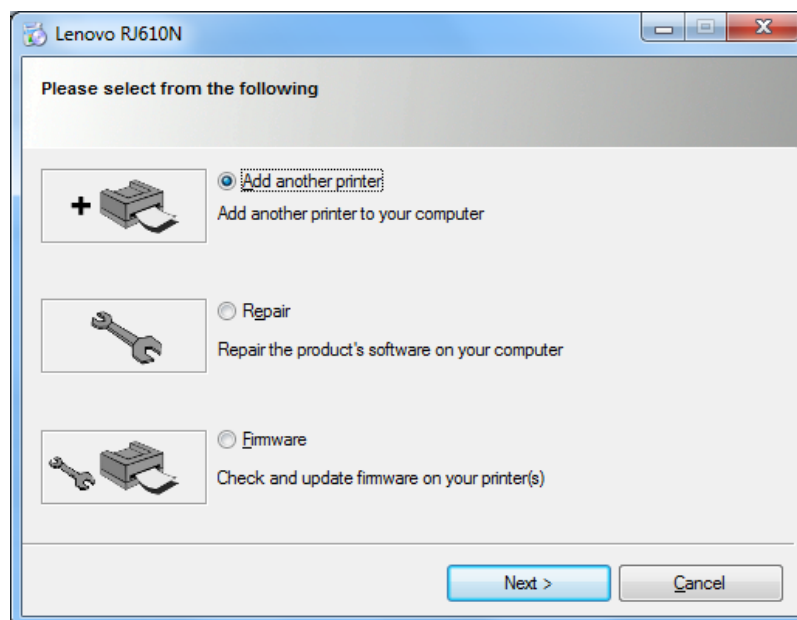 Lenovo RJ610N
Please select from the following
Add another printer
Add another printer to your computer
Repair
Repair the product's software on your computer
Firmware
Check and update firmware on your printer(s)
Next >
Cancel